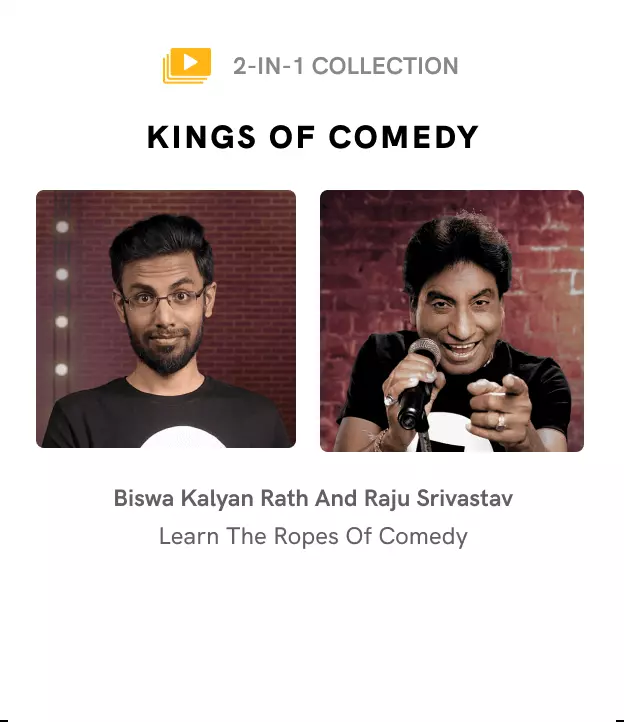 2-IN-1 COLLECTION
KINGS OF COMEDY
Biswa Kalyan Rath And Raju Srivastav
Learn The Ropes Of Comedy